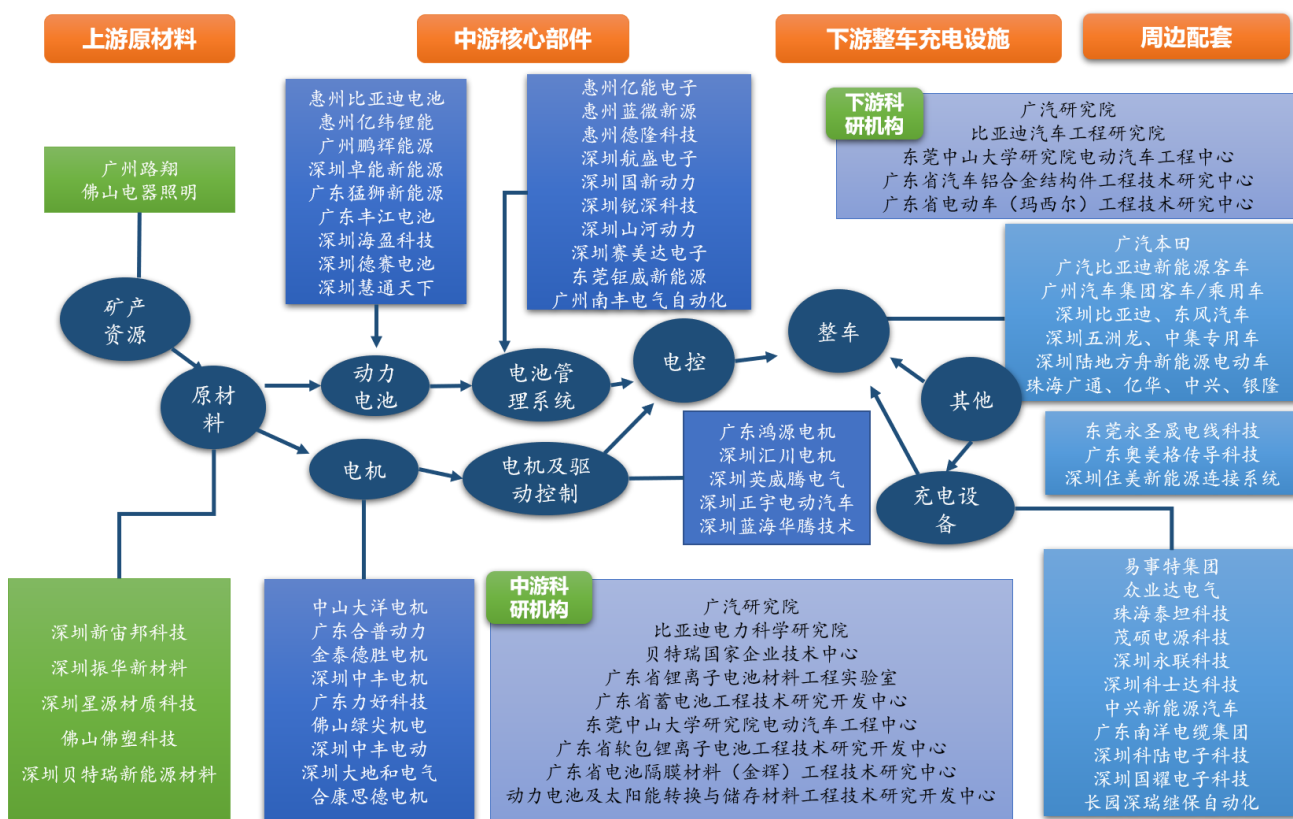 上游原材料
中游核心部件
下游整车充电设施
周边配套
广州路翔
佛山电器照明
惠州比亚迪电池
惠州亿纬锂能
广州鹏辉能源
深圳卓能新能源
广东猛狮新能源
广东丰江电池
深圳海盈科技
深圳德赛电池
深圳慧通天下
惠州亿能电子
惠州蓝微新源
惠州德隆科技
深圳航盛电子
深圳国新动力
深圳锐深科技
深圳山河动力
深圳赛美达电子
东莞钜威新能源
广州南丰电气自动化
下游科
研机构
广汽研究院
比亚迪汽车工程研究院
东莞中山大学研究院电动汽车工程中心
广东省汽车铝合金结构件工程技术研究中心
广东省电动车（玛西尔）工程技术研究中心
广汽本田
广汽比亚迪新能源客车
广州汽车集团客车/乘用车
深圳比亚迪、东风汽车
深圳五洲龙、中集专用车
深圳陆地方舟新能源电动车
珠海广通、亿华、中兴、银隆
矿产
资源
原材
料
动力
电池
电池管
理系统
电控
整车
其他
电机
电机及驱
动控制
充电设
备
广东鸿源电机
深圳汇川电机
深圳英威腾电气
深圳正宇电动汽车
深圳蓝海华腾技术
东莞永圣晟电线科技
广东奥美格传导科技
深圳住美新能源连接系统
深圳新宙邦科技
深圳振华新材料
深圳星源材质科技
佛山佛塑科技
深圳贝特瑞新能源材料
中山大洋电机
广东合普动力
金泰德胜电机
深圳中丰电机
广东力好科技
佛山绿尖机电
深圳中丰电动
深圳大地和电气
合康思德电机
中游科
研机构
广汽研究院
比亚迪电力科学研究院
贝特瑞国家企业技术中心
广东省锂离子电池材料工程实验室
广东省蓄电池工程技术研究开发中心
东莞中山大学研究院电动汽车工程中心
广东省软包锂离子电池工程技术研究开发中心
广东省电池隔膜材料（金辉）工程技术研究中心
动力电池及太阳能转换与储存材料工程技术研究开发中心
易事特集团
众业达电气
珠海泰坦科技
茂硕电源科技
深圳永联科技
深圳科士达科技
中兴新能源汽车
广东南洋电缆集团
深圳科陆电子科技
深圳国耀电子科技
长园深瑞继保自动化